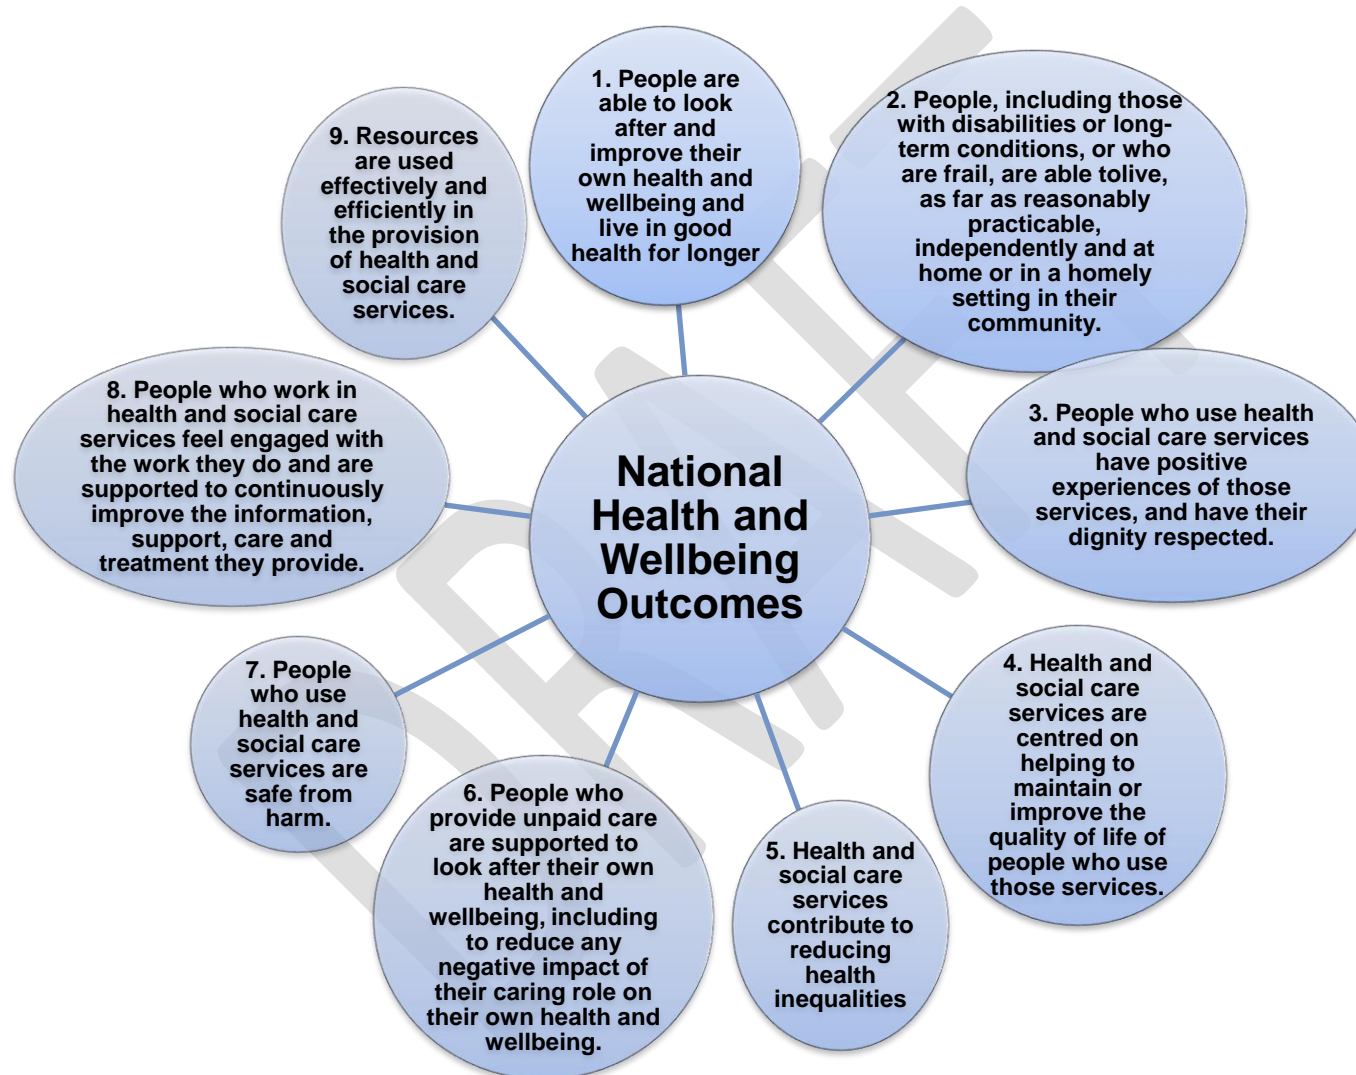 National
Health and
Wellbeing
Outcomes
1. People are
able to look
after and
improve their
own health and
wellbeing and
live in good
health for longer
2. People, including those
with disabilities or long-
term conditions, or who
are frail, are able tolive,
as far as reasonably
practicable,
independently and at
home or in a homely
setting in their
community.
3. People who use health
and social care services
have positive
experiences of those
services, and have their
dignity respected.
4. Health and
social care
services are
centred on
helping to
maintain or
improve the
quality of life of
people who use
those services.
5. Health and
social care
services
contribute to
reducing
health
inequalities
6. People who
provide unpaid care
are supported to
look after their own
health and
wellbeing, including
to reduce any
negative impact of
their caring role on
their own health and
wellbeing.
7. People
who use
health and
social care
services are
safe from
harm.
8. People who work in
health and social care
services feel engaged with
the work they do and are
supported to continuously
improve the information,
support, care and
treatment they provide.
9. Resources
are used
effectively and
efficiently in
the provision
of health and
social care
services.
DRAFT